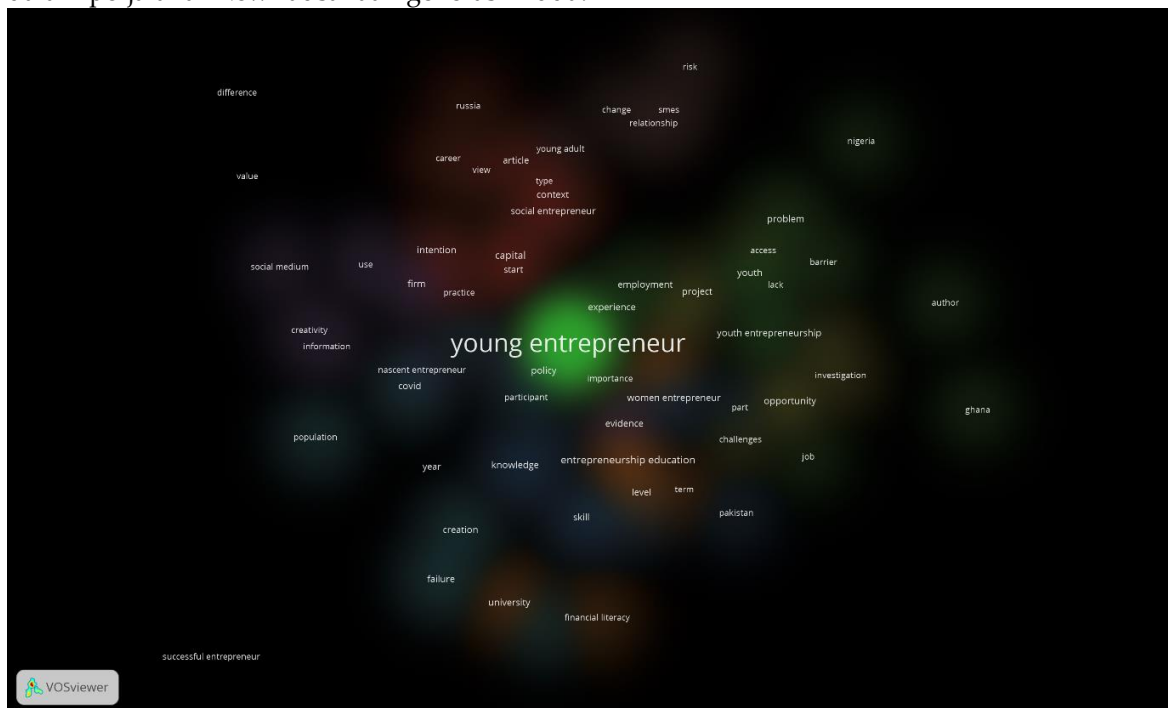 risk
difference
russia
change smes
relationship
nigeria
young adult
career article
view
value
type
context
social entrepreneur
problem
intention
access
capital
barrier
social medium use
start
youth
firm
lack
practice
employment project
experience
author
creativity
youth entrepreneurship
information
young entrepreneur
nascent entrepreneur policy
importance
investigation
covid
participant
women entrepreneur
part opportunity
ghana
evidence
population
challenges
year knowledge
entrepreneurship education
job
level term
skill
pakistan
creation
failure
university
financial literacy
successful entrepreneur
VOSviewer